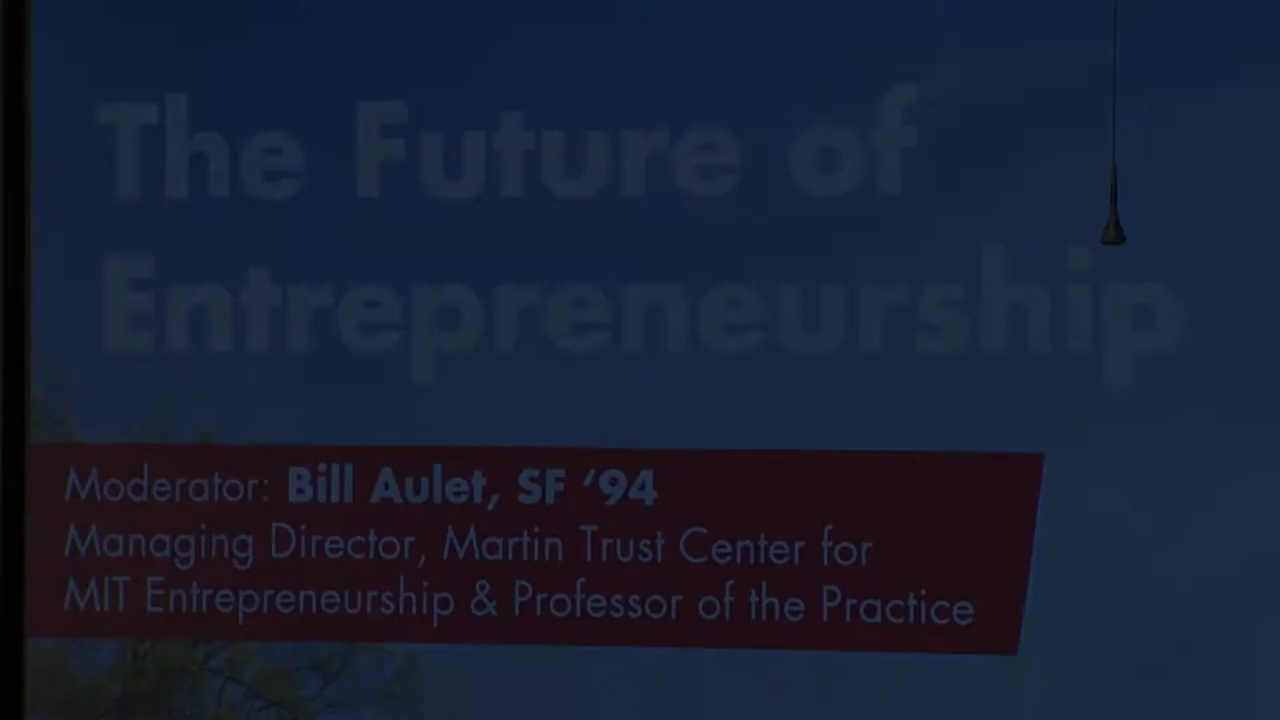 The Future of
Entrepreneurship
Moderator: Bill Aulet, SF ‘94
Managing Director, Martin Trust Center for
MIT Entrepreneurship & Professor of the Practice